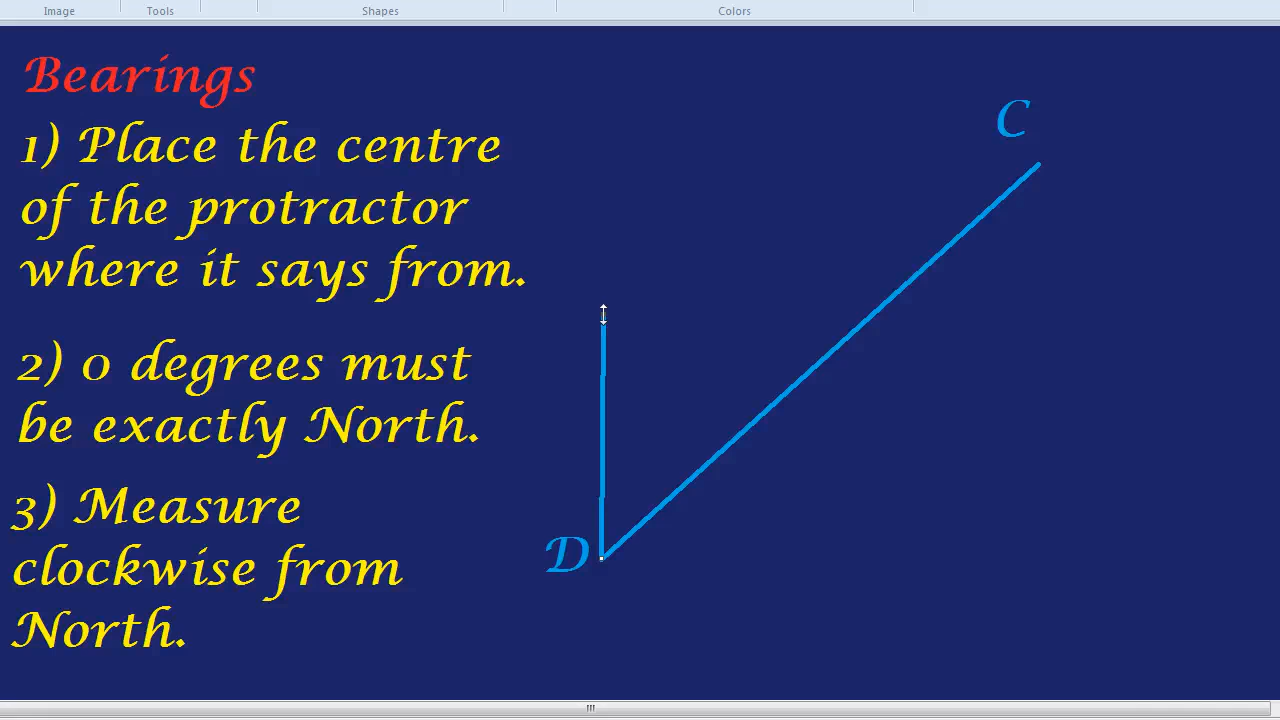 Image Tools Shapes Colors
Bearings
C
1) Place the centre
of the protractor
where it says from.
2) 0 degrees must
be exactly North.
3) Measure
D
clockwise from
North.